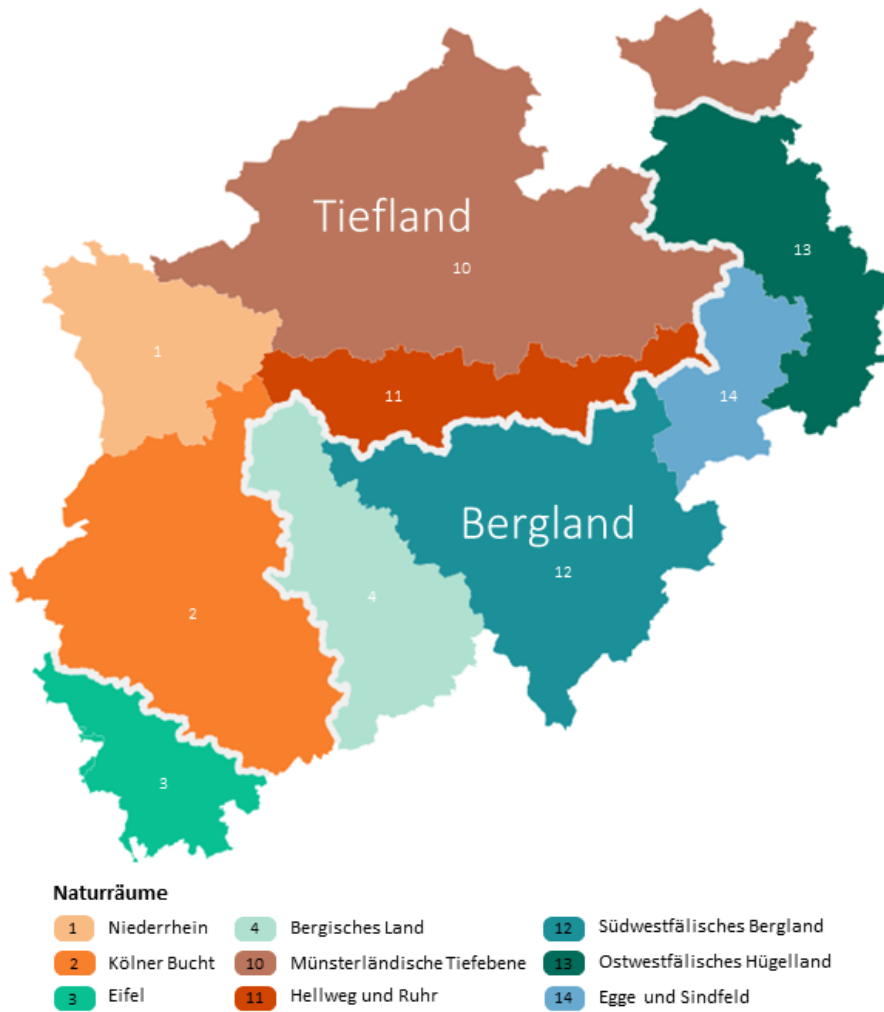 Tiefland
10
13
1
11
14
Bergland
12
4
2
3
Naturräume
1 Niederrhein
4 Bergisches Land
12 Südwestfälisches Bergland
2 Kölner Bucht
10 Münsterländische Tiefebene
13 Ostwestfälisches Hügelland
3 Eifel
11 Hellweg und Ruhr
14 Egge und Sindfeld